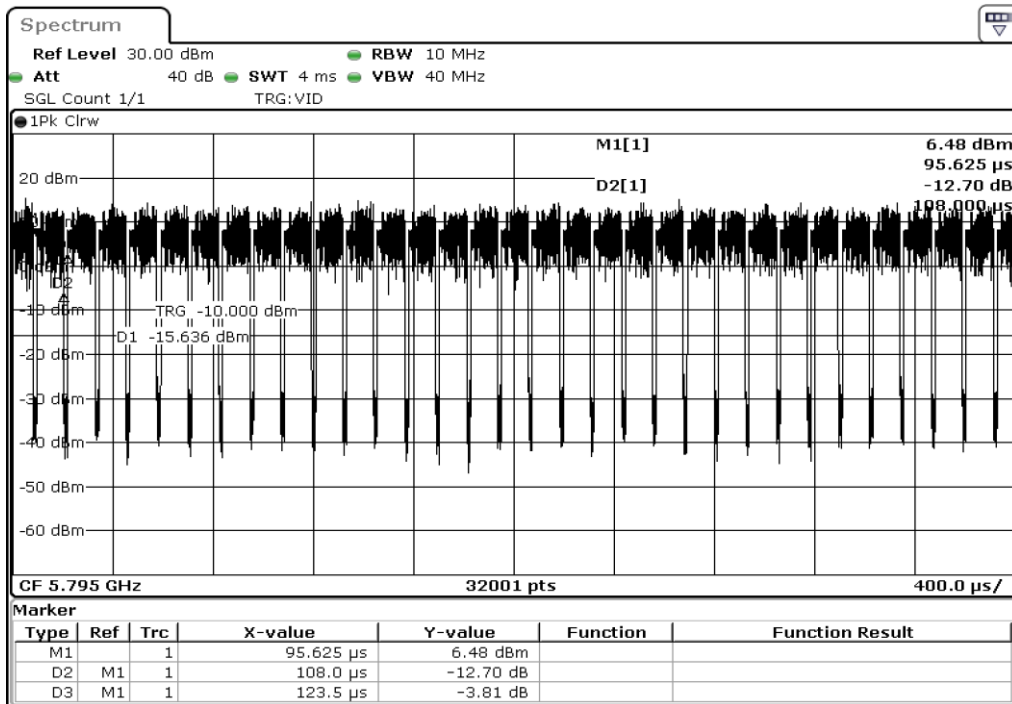 Spectrum
Ref Level 30.00 dBm RBW 10 MHz
Att 40 dB SWT 4 ms VBW 40 MHz
SGL Count 1/1 TRG:VID
1Pk Clrw
M1[1] 6.48 dBm
95.625 µs
20 dBm
D2[1] -12.70 dB
108.000 µs
D2
-10 dBm
TRG -10.000 dBm
D1 -15.636 dBm
-20 dBm
-30 dBm
-40 dBm
-50 dBm
-60 dBm
CF 5.795 GHz 32001 pts 400.0 µs/
Marker
Type Ref Trc X-value Y-value Function Function Result
M1 1 95.625 µs 6.48 dBm
D2 M1 1 108.0 µs -12.70 dB
D3 M1 1 123.5 µs -3.81 dB